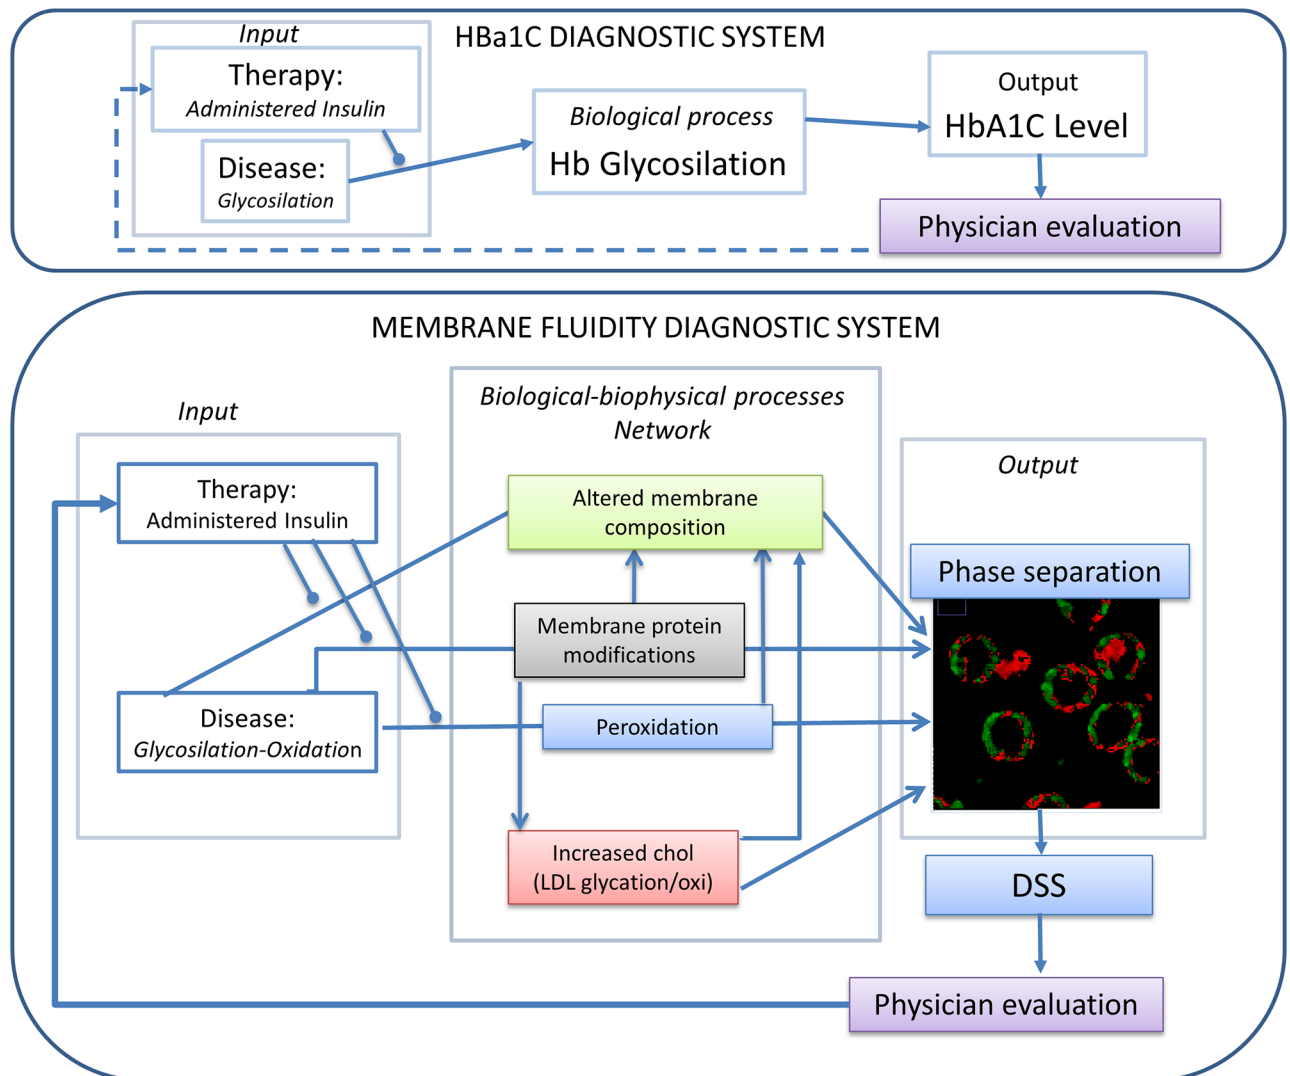 HBa1C DIAGNOSTIC SYSTEM
Input
Therapy:
Administered Insulin
Disease:
Glycosilation
Biological process
Hb Glycosilation
Output
HbA1C Level
Physician evaluation
MEMBRANE FLUIDITY DIAGNOSTIC SYSTEM
Input
Therapy:
Administered Insulin
Disease:
Glycosilation-Oxidation
Biological-biophysical processes
Network
Altered membrane
composition
Membrane protein
modifications
Peroxidation
Increased chol
(LDL glycation/oxi)
Output
Phase separation
DSS
Physician evaluation